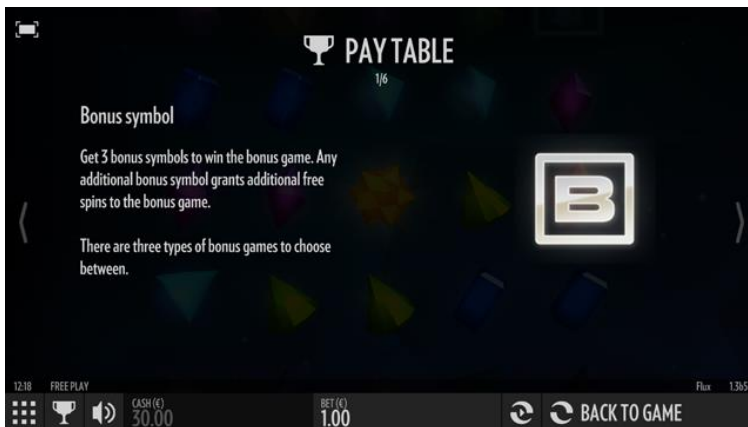 PAY TABLE
1/6
Bonus symbol
Get 3 bonus symbols to win the bonus game. Any
additional bonus symbol grants additional free
spins to the bonus game.
There are three types of bonus games to choose
between.
B
12:18 FREE PLAY Flux 1.3b5
CASH (€)
30.00
BET (€)
1.00
BACK TO GAME